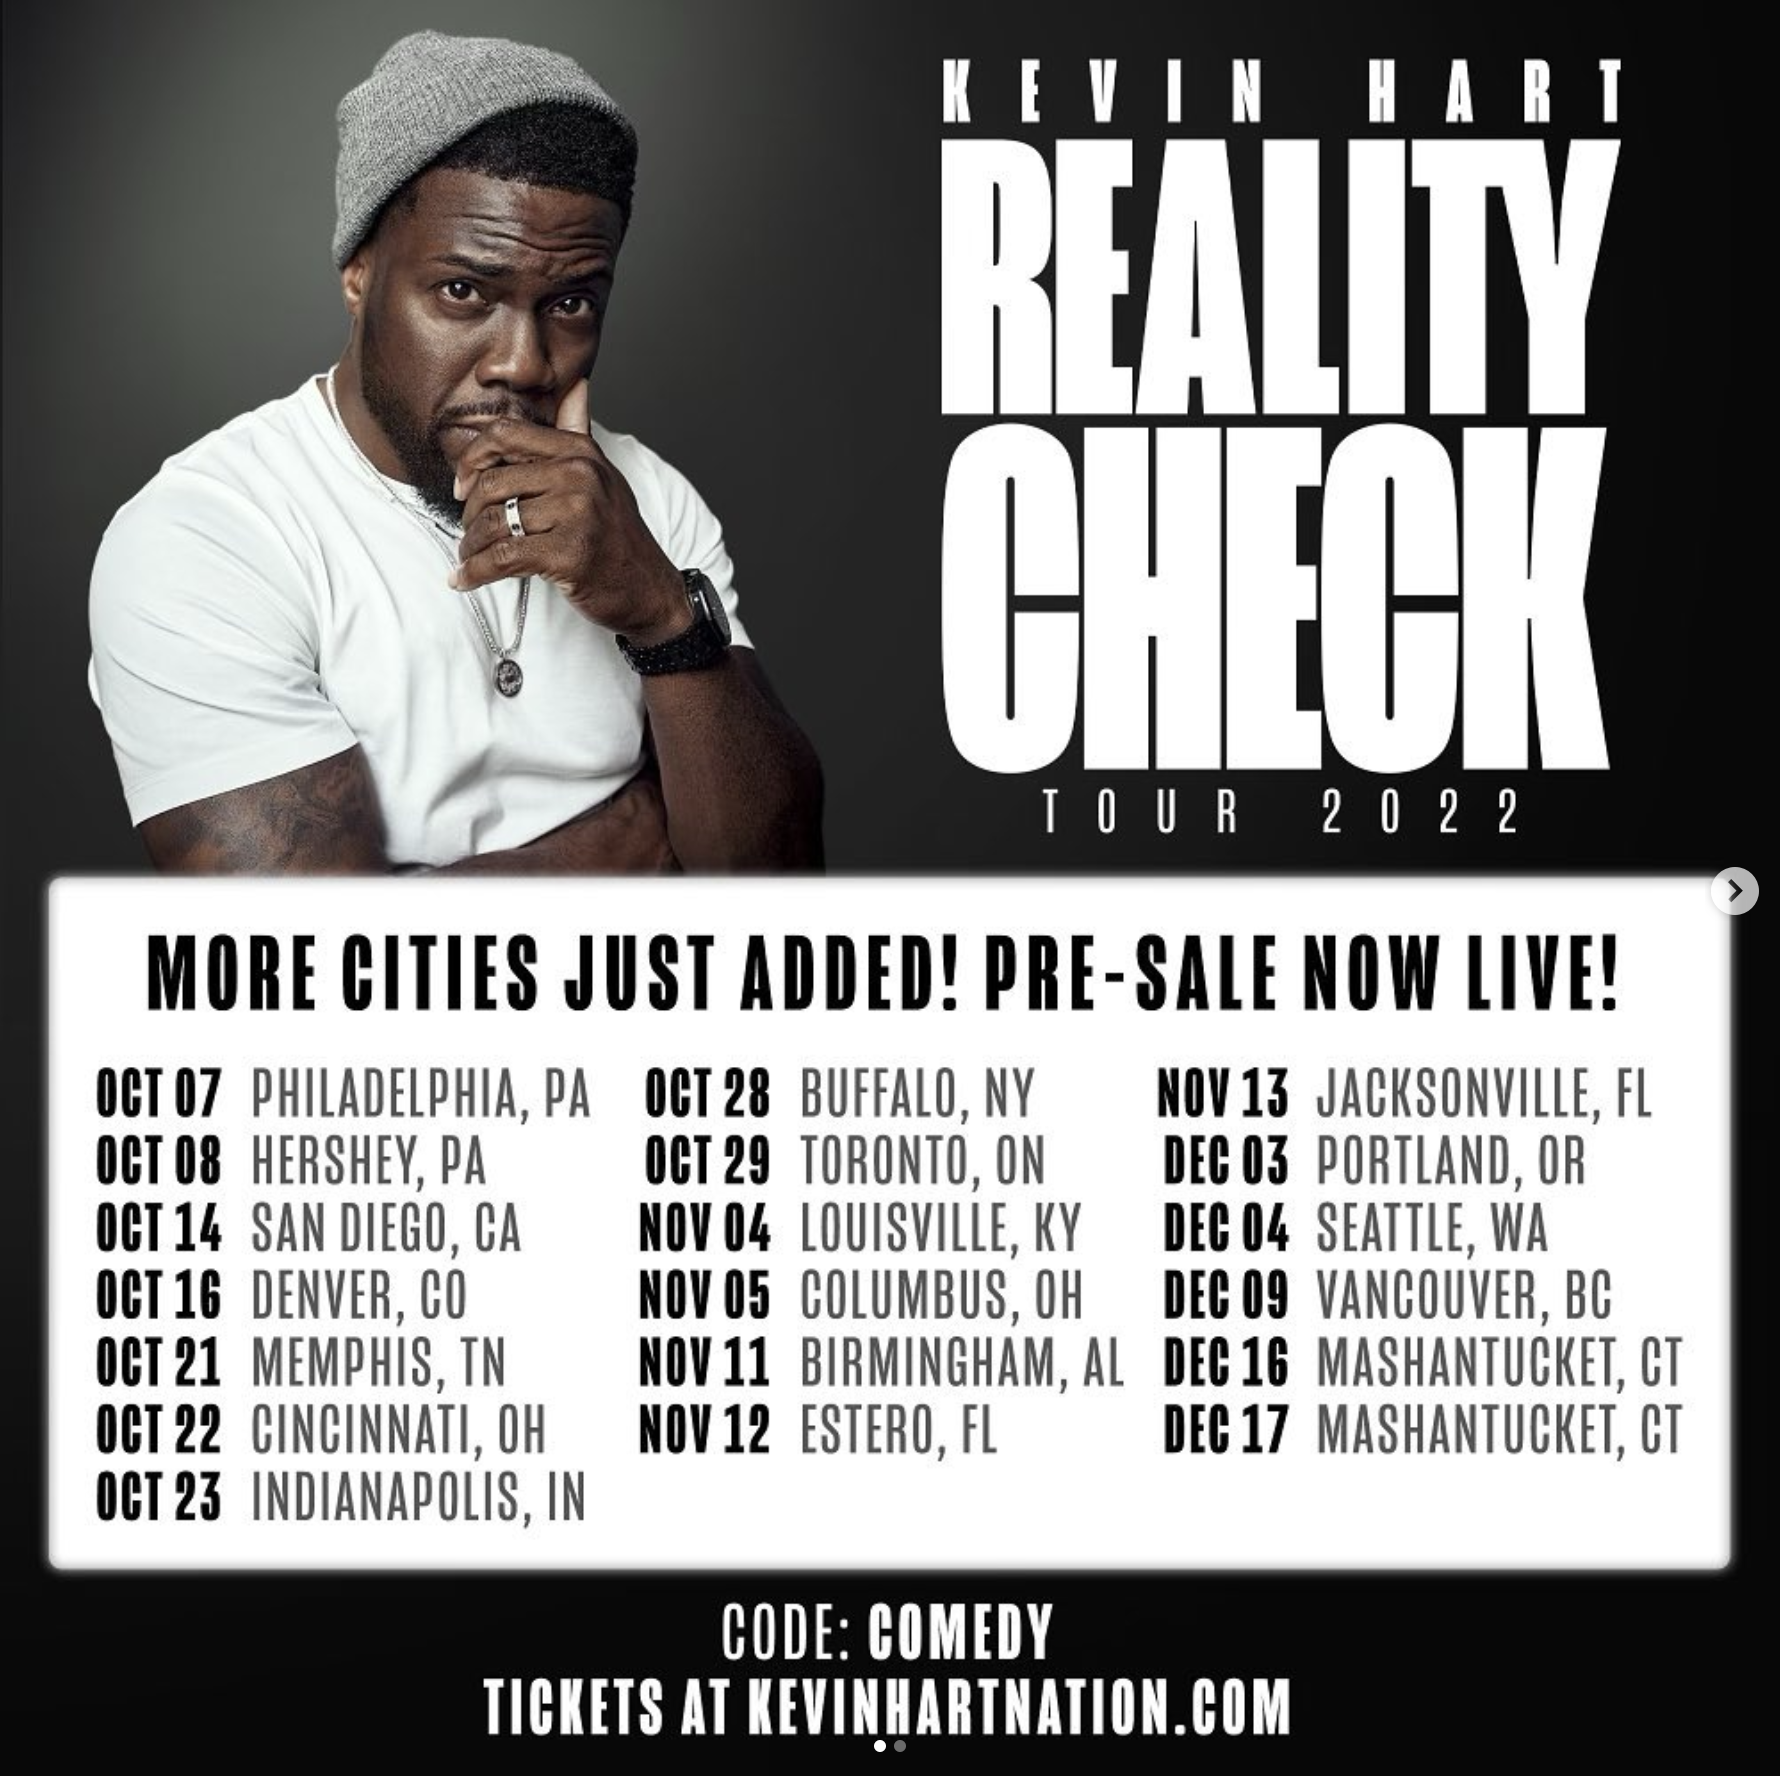 KEVIN HART
REALITY
CHECK
TOUR 2022
MORE CITIES JUST ADDED! PRE-SALE NOW LIVE!
OCT 07 PHILADELPHIA, PA
OCT 08 HERSHEY, PA
OCT 14 SAN DIEGO, CA
OCT 16 DENVER, CO
OCT 21 MEMPHIS, TN
OCT 22 CINCINNATI, OH
OCT 23 INDIANAPOLIS, IN
OCT 28 BUFFALO, NY
OCT 29 TORONTO, ON
NOV 04 LOUISVILLE, KY
NOV 05 COLUMBUS, OH
NOV 11 BIRMINGHAM, AL
NOV 12 ESTERO, FL
NOV 13 JACKSONVILLE, FL
DEC 03 PORTLAND, OR
DEC 04 SEATTLE, WA
DEC 09 VANCOUVER, BC
DEC 16 MASHANTUCKET, CT
DEC 17 MASHANTUCKET, CT
CODE: COMEDY
TICKETS AT KEVINHARTNATION.COM